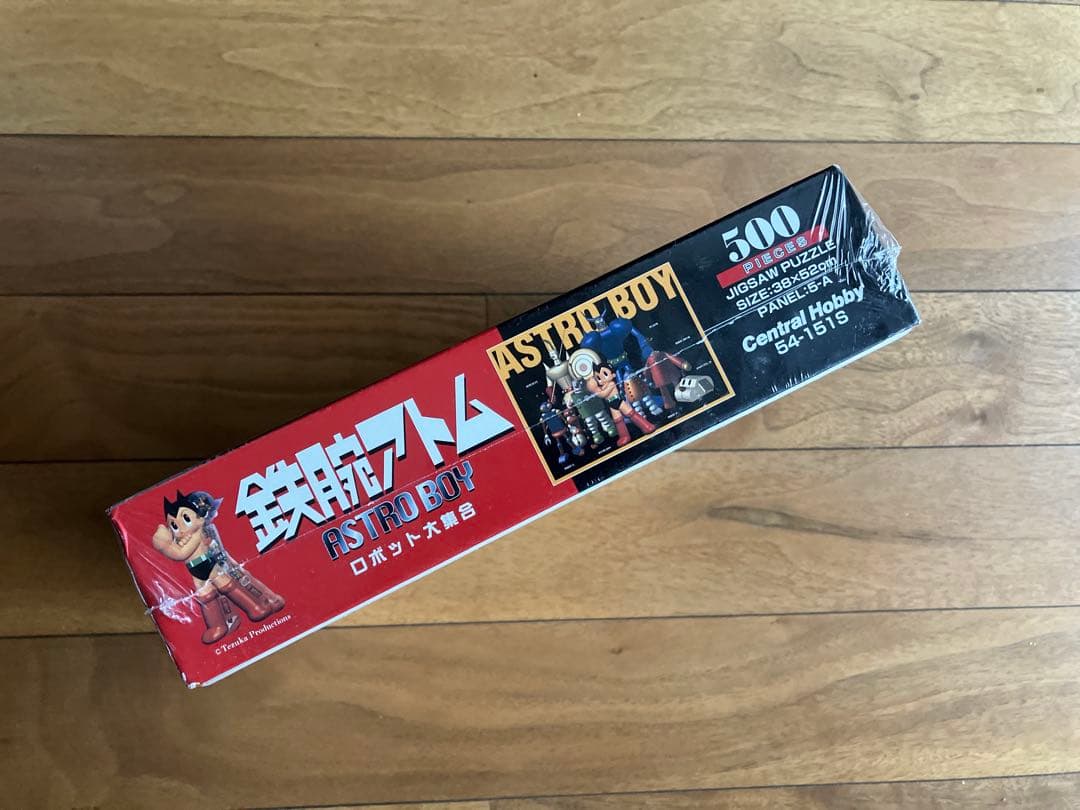 鉄腕アトム
ASTRO BOY
ロボット大集合
©Tezuka Productions
ASTRO BOY
500
PIECES
JIGSAW PUZZLE
SIZE:38×52cm
PANEL:5-A
Central Hobby
54-151S